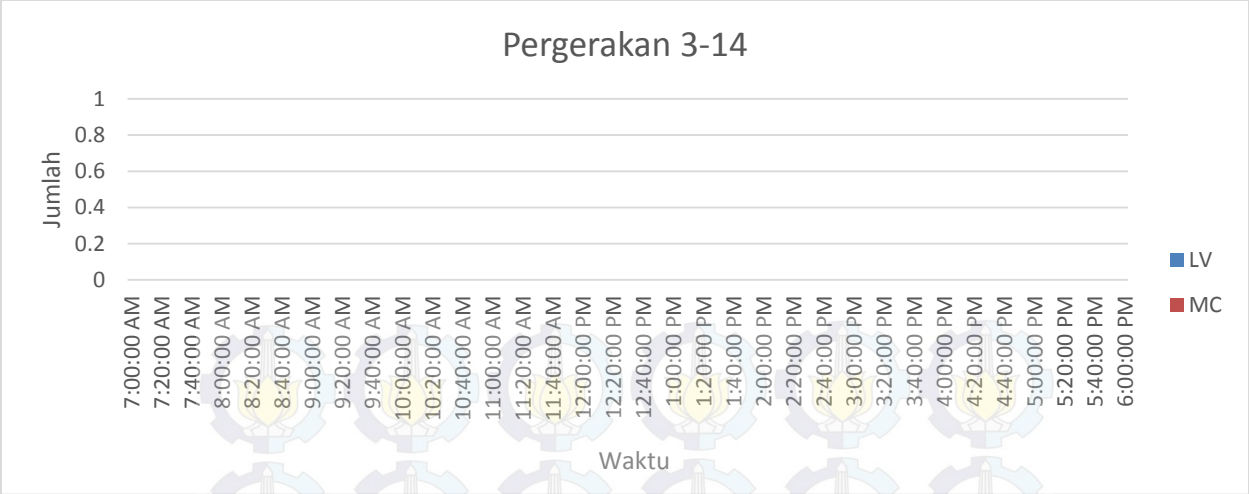 Pergerakan 3-14
Jumlah
1
0.8
0.6
0.4
0.2
0
LV
MC
7:00:00 AM
7:20:00 AM
7:40:00 AM
8:00:00 AM
8:20:00 AM
8:40:00 AM
9:00:00 AM
9:20:00 AM
9:40:00 AM
10:00:00 AM
10:20:00 AM
10:40:00 AM
11:00:00 AM
11:20:00 AM
11:40:00 AM
12:00:00 PM
12:20:00 PM
12:40:00 PM
1:00:00 PM
1:20:00 PM
1:40:00 PM
2:00:00 PM
2:20:00 PM
2:40:00 PM
3:00:00 PM
3:20:00 PM
3:40:00 PM
4:00:00 PM
4:20:00 PM
4:40:00 PM
5:00:00 PM
5:20:00 PM
5:40:00 PM
6:00:00 PM
Waktu